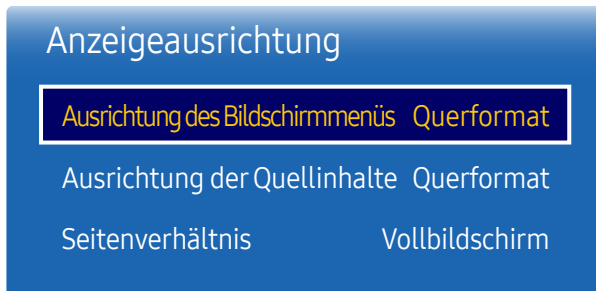 Anzeigeausrichtung
Ausrichtung des Bildschirmmenüs Querformat
Ausrichtung der Quellinhalte Querformat
Seitenverhältnis Vollbildschirm